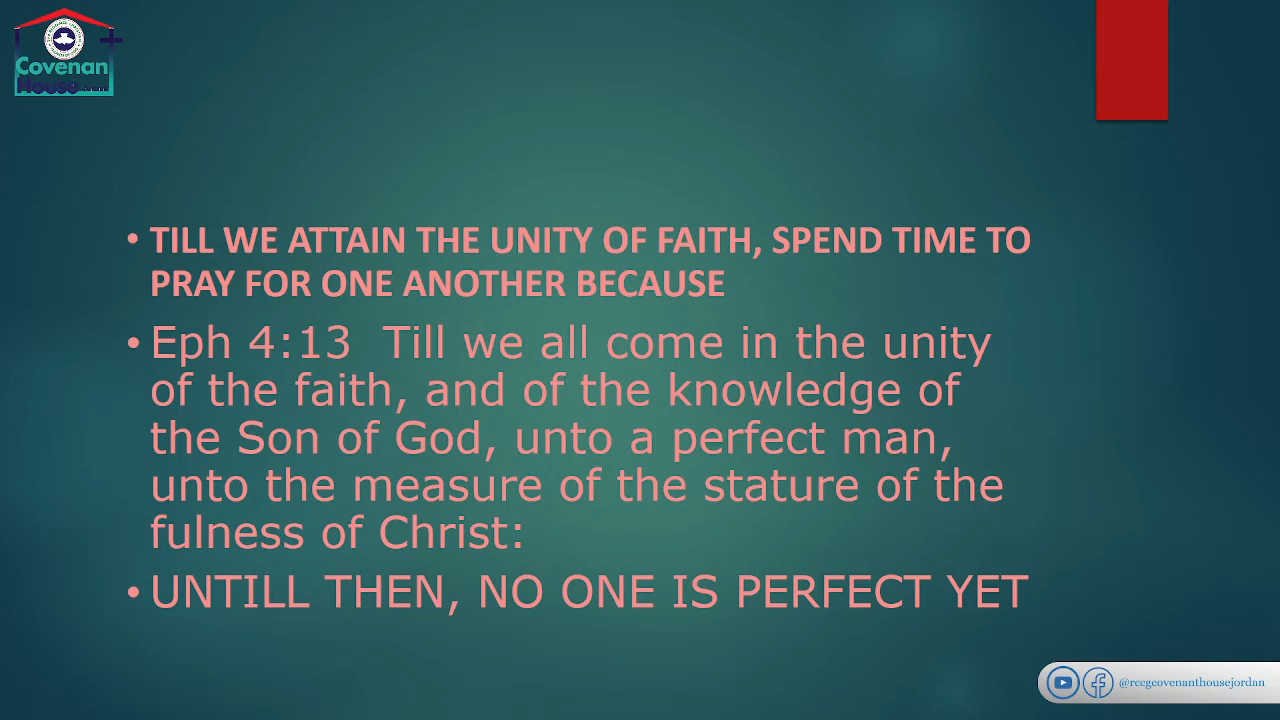 Covenan
House
• TILL WE ATTAIN THE UNITY OF FAITH, SPEND TIME TO
PRAY FOR ONE ANOTHER BECAUSE
• Eph 4:13  Till we all come in the unity
of the faith, and of the knowledge of
the Son of God, unto a perfect man,
unto the measure of the stature of the
fulness of Christ:
• UNTILL THEN, NO ONE IS PERFECT YET
@rccgcovenanthousejordan